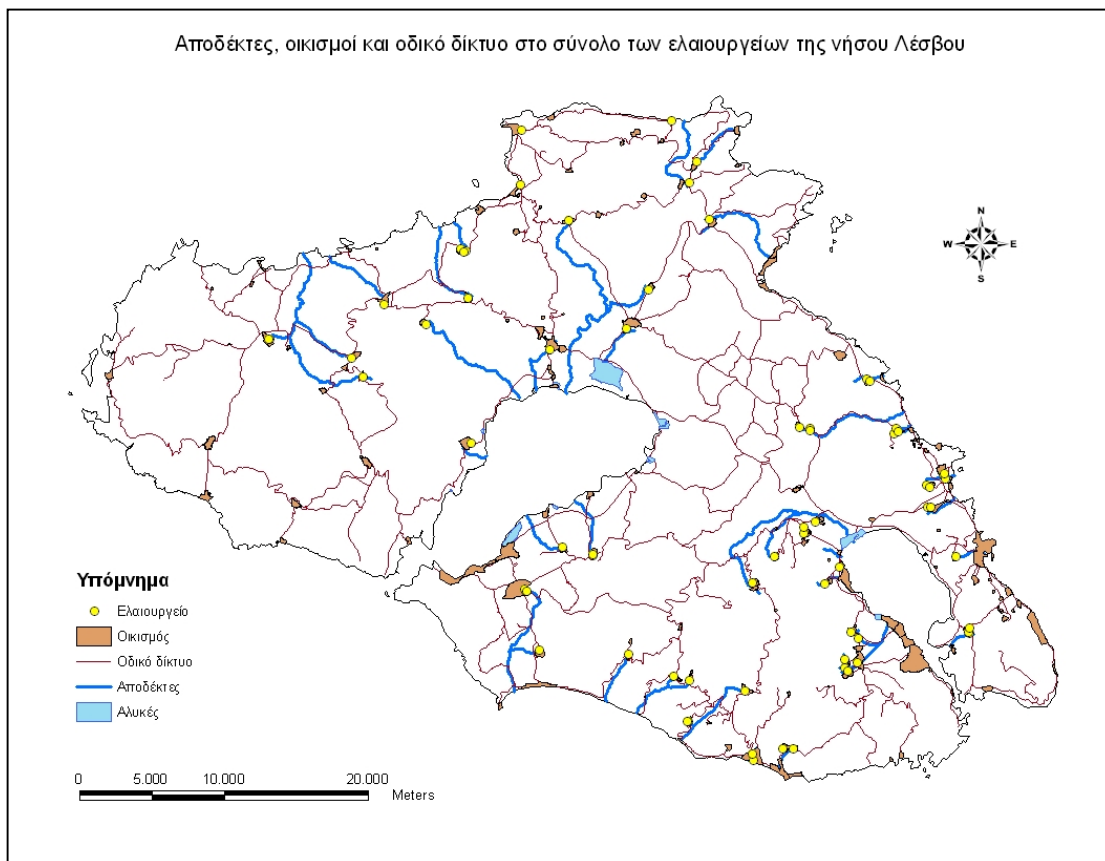 Αποδέκτες, οικισμοί και οδικό δίκτυο στο σύνολο των ελαιουργείων της νήσου Λέσβου
N
W E
S
Υπόμνημα
Ελαιουργείο
Οικισμός
Οδικό δίκτυο
Αποδέκτες
Αλυκές
0 5.000 10.000 20.000
Meters